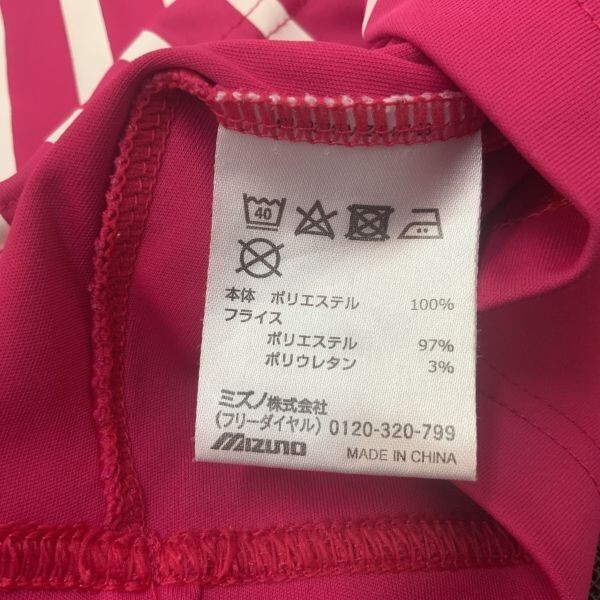 40
本体 ポリエステル 100%
フライス
ポリエステル 97%
ポリウレタン 3%
ミズノ株式会社
(フリーダイヤル) 0120-320-799
MIZUNO MADE IN CHINA